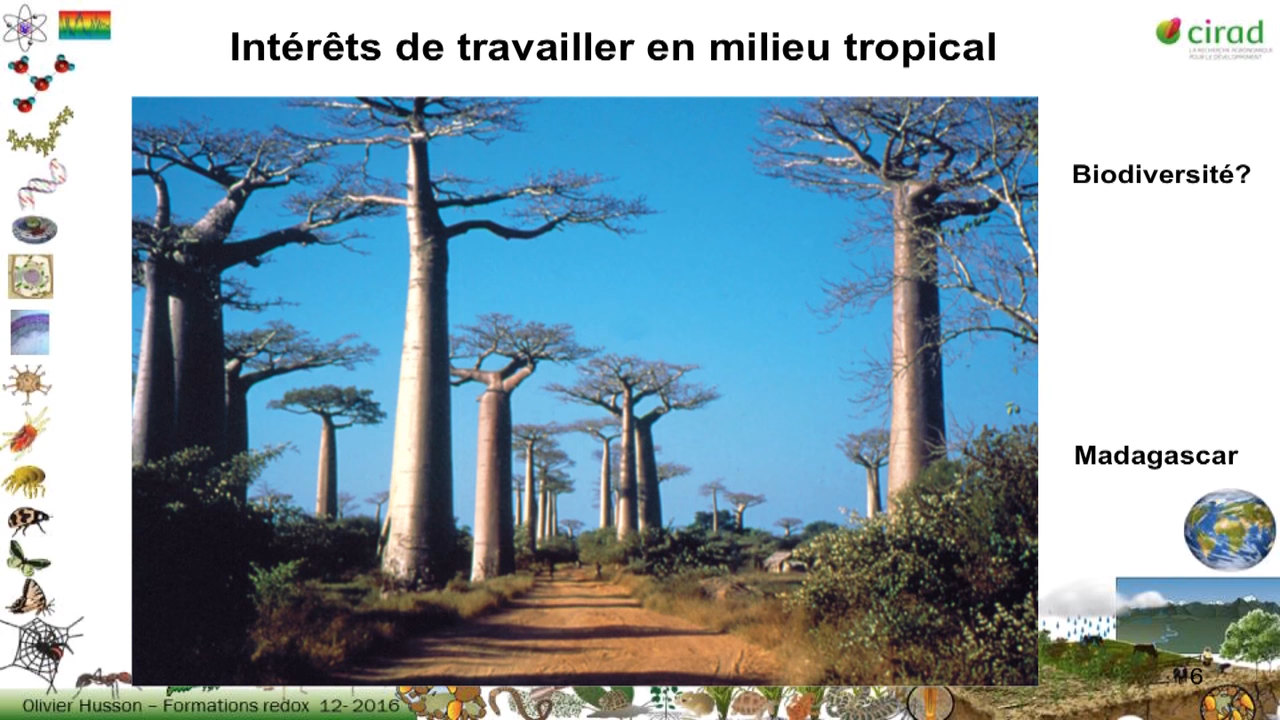 Intérêts de travailler en milieu tropical
cirad
LA RECHERCHE AGRONOMIQUE
POUR LE DÉVELOPPEMENT
Biodiversité?
Madagascar
Olivier Husson – Formations redox 12- 2016